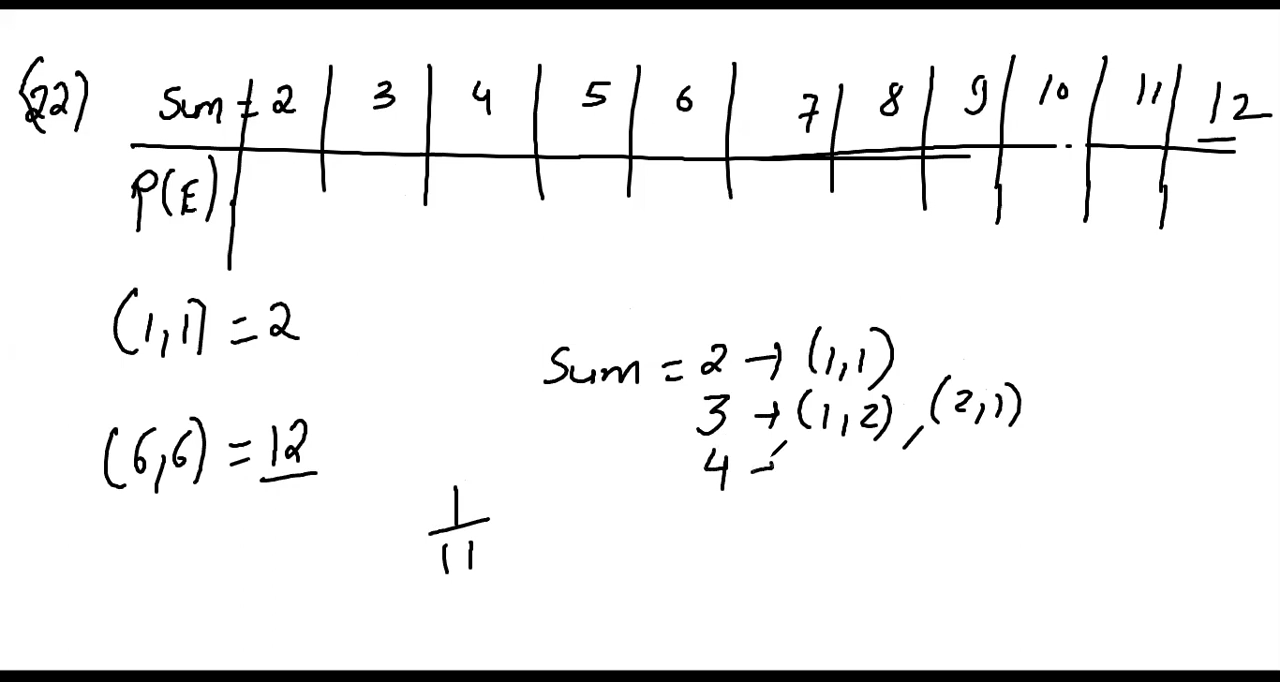 (22) Sum = 2 | 3 | 4 | 5 | 6 | 7 | 8 | 9 | 10 | 11 | 12
P(E)
(1,1) = 2
Sum = 2 → (1,1)
3 → (1,2), (2,1)
(6,6) = 12
4 →
1/11